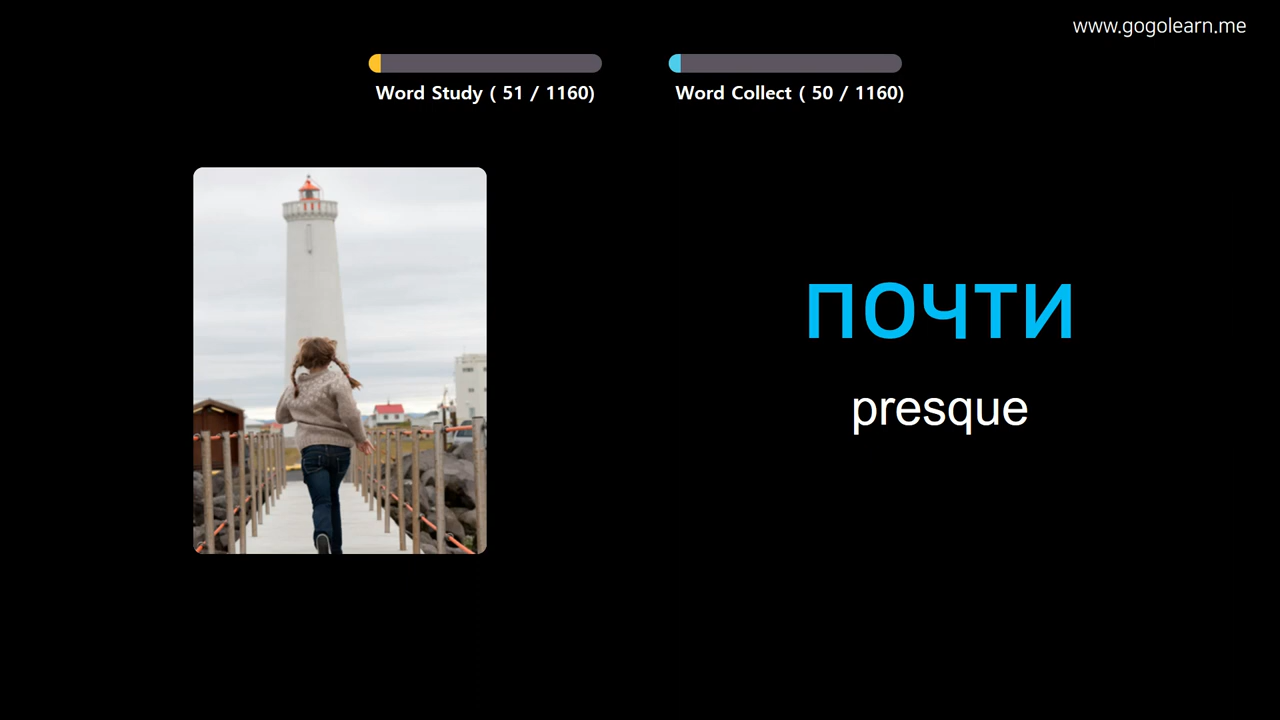 www.gogolearn.me
Word Study ( 51 / 1160)
Word Collect ( 50 / 1160)
почти
presque